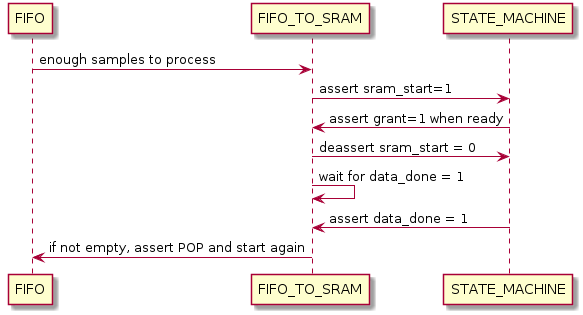 FIFO FIFO_TO_SRAM STATE_MACHINE
enough samples to process
assert sram_start=1
assert grant=1 when ready
deassert sram_start = 0
wait for data_done = 1
assert data_done = 1
if not empty, assert POP and start again
FIFO FIFO_TO_SRAM STATE_MACHINE